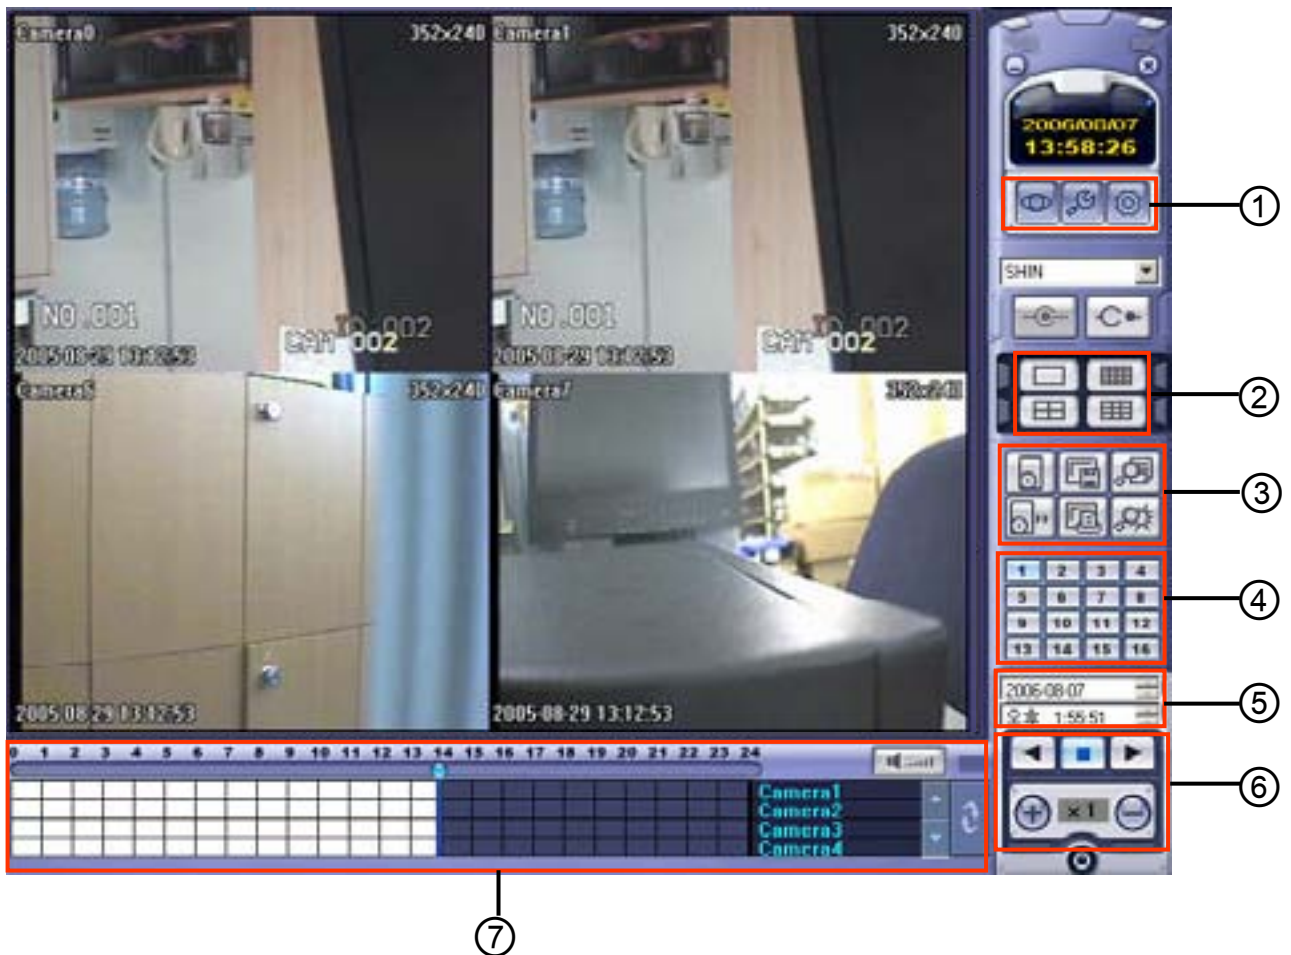 Camera0 352x240
Camera1 352x240
NO.001
CAM 002
2005-08-29 13:12:53
NO.001
CAM 002
2005-08-29 13:12:53
352x240
Camera7 352x240
2005-08-29 13:12:53
2005-08-29 13:12:53
2006/08/07
13:58:26
①
SHIN
②
③
1 2 3 4
5 6 7 8
9 10 11 12
13 14 15 16
④
2006-08-07
오후 1:55:51
⑤
x1
⑥
0 1 2 3 4 5 6 7 8 9 10 11 12 13 14 15 16 17 18 19 20 21 22 23 24
Camera1
Camera2
Camera3
Camera4
⑦